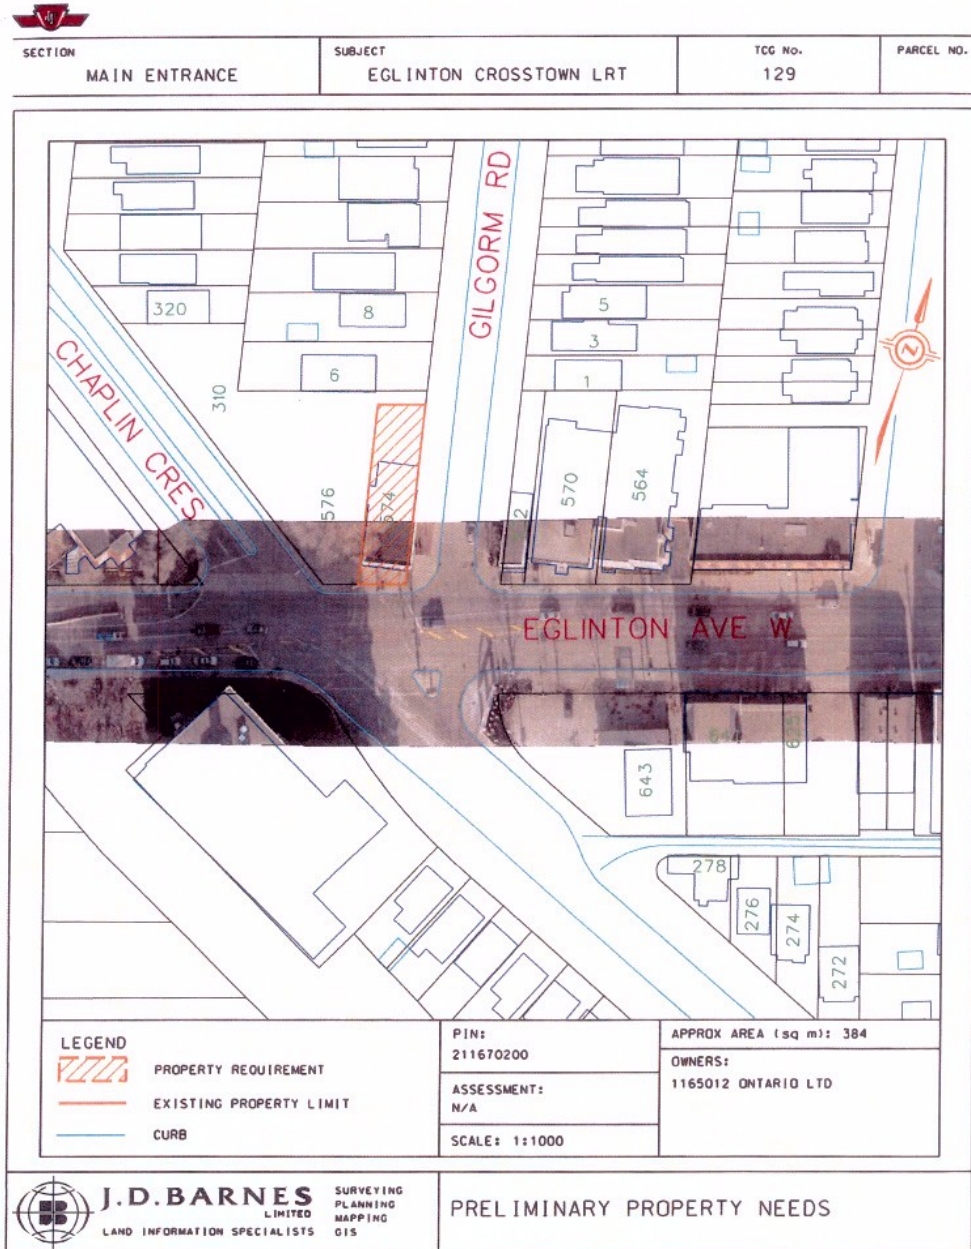 SECTION
MAIN ENTRANCE
SUBJECT
EGLINTON CROSSTOWN LRT
TCG No.
129
PARCEL NO.
GILGORM RD
CHAPLIN CRES
320
8
6
310
5
3
1
576
574
570
564
EGLINTON AVE W
N
643
625
278
276
274
272
LEGEND
PROPERTY REQUIREMENT
EXISTING PROPERTY LIMIT
CURB
PIN:
211670200
ASSESSMENT:
N/A
SCALE: 1:1000
APPROX AREA (sq m): 384
OWNERS:
1165012 ONTARIO LTD
J.D.BARNES
LIMITED
LAND INFORMATION SPECIALISTS
SURVEYING
PLANNING
MAPPING
GIS
PRELIMINARY PROPERTY NEEDS